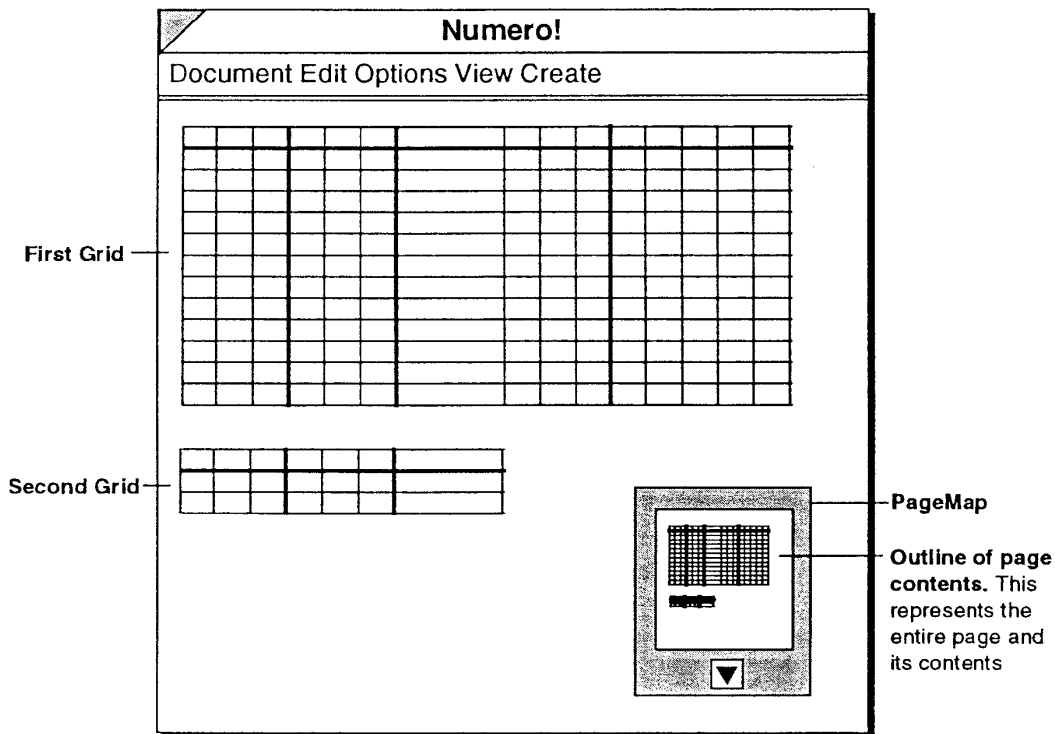 Numero!
Document Edit Options View Create
First Grid
Second Grid
PageMap
Outline of page
contents. This
represents the
entire page and
its contents